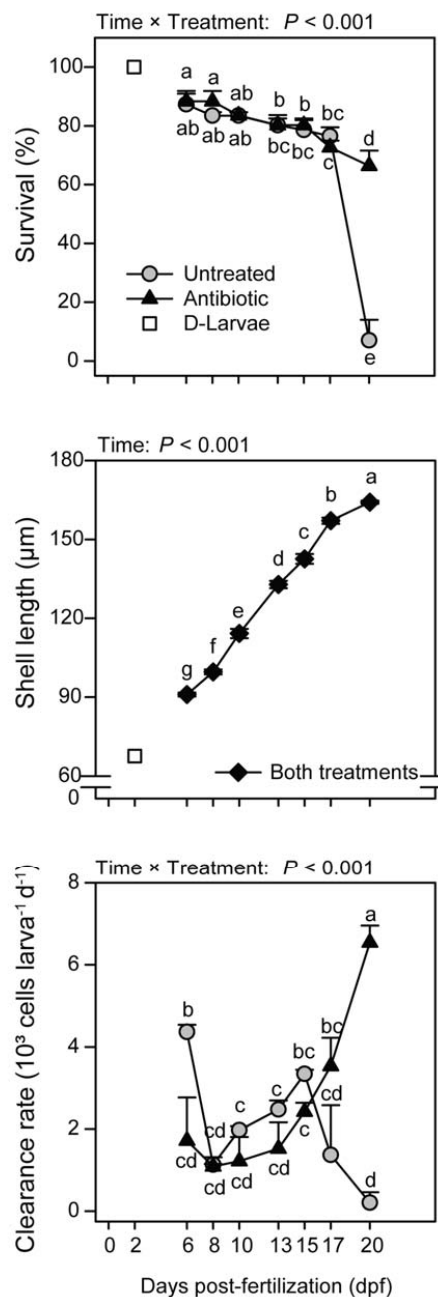 Time × Treatment: P < 0.001
Survival (%)
100
80
60
40
20
0
a a ab b b bc d
ab ab ab bc bc c e
Untreated
Antibiotic
D-Larvae
Time: P < 0.001
Shell length (µm)
180
150
120
90
60
0
g f e d c b a
Both treatments
Time × Treatment: P < 0.001
Clearance rate (10³ cells larva⁻¹ d⁻¹)
8
6
4
2
0
b cd c c bc bc a
cd cd cd cd c cd d
0 2 6 8 10 13 15 17 20
Days post-fertilization (dpf)